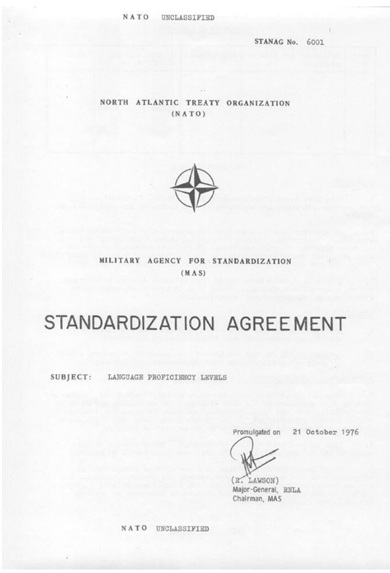 NATO UNCLASSIFIED
STANAG No. 6001
NORTH ATLANTIC TREATY ORGANIZATION
(NATO)
MILITARY AGENCY FOR STANDARDIZATION
(MAS)
STANDARDIZATION AGREEMENT
SUBJECT: LANGUAGE PROFICIENCY LEVELS
Promulgated on 21 October 1976
LAWSON)
Major-General, RNLA
Chairman, MAS
NATO UNCLASSIFIED